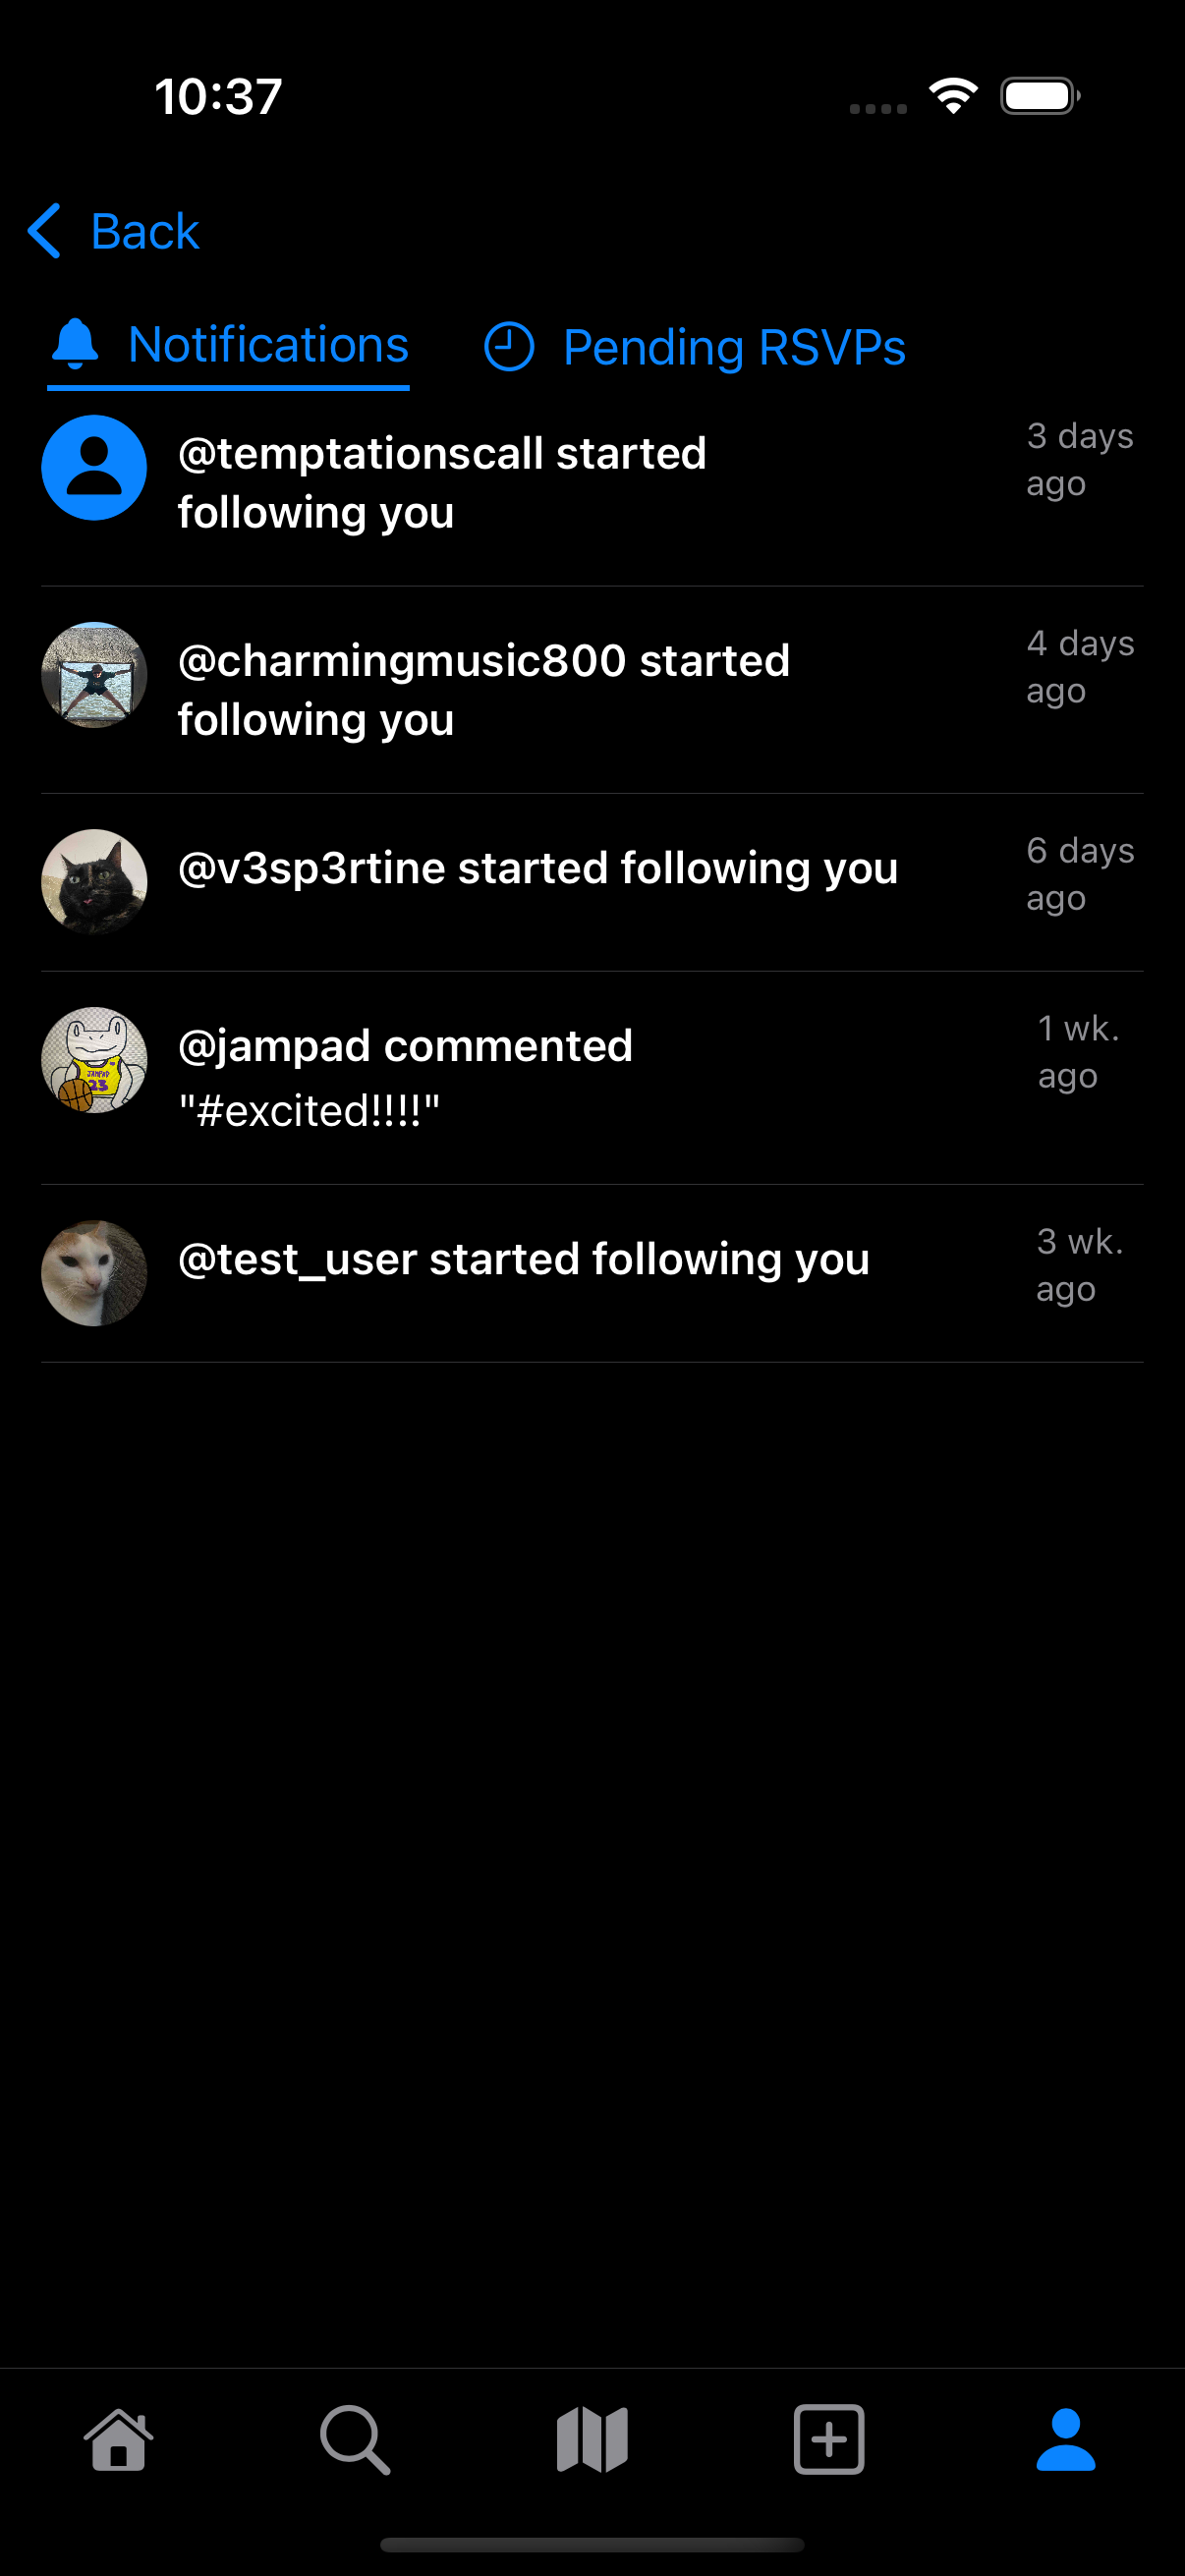 10:37
Back
Notifications
Pending RSVPs
@temptationscall started
following you
3 days
ago
@charmingmusic800 started
following you
4 days
ago
@v3sp3rtine started following you
6 days
ago
JAMPAD
23
@jampad commented
"#excited!!!!"
1 wk.
ago
@test_user started following you
3 wk.
ago